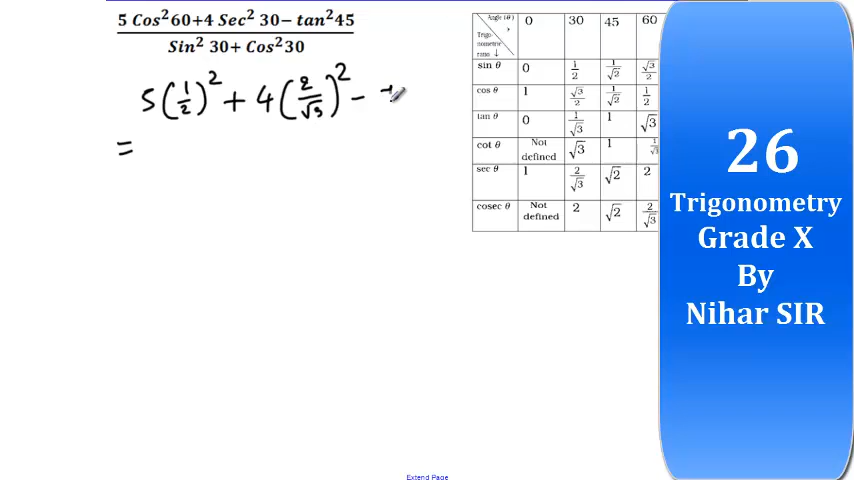 5 Cos²60+4 Sec² 30− tan²45
Sin² 30+ Cos²30
5(1/2)² + 4(2/√3)² −
=
Angle (θ) 0 30 45 60
Trigo-
nometric
ratio ↓
sin θ 0 1/2 1/√2 √3/2
cos θ 1 √3/2 1/√2 1/2
tan θ 0 1/√3 1 √3
cot θ Not defined √3 1 1/√3
sec θ 1 2/√3 √2 2
cosec θ Not defined 2 √2 2/√3
26
Trigonometry
Grade X
By
Nihar SIR
Extend Page